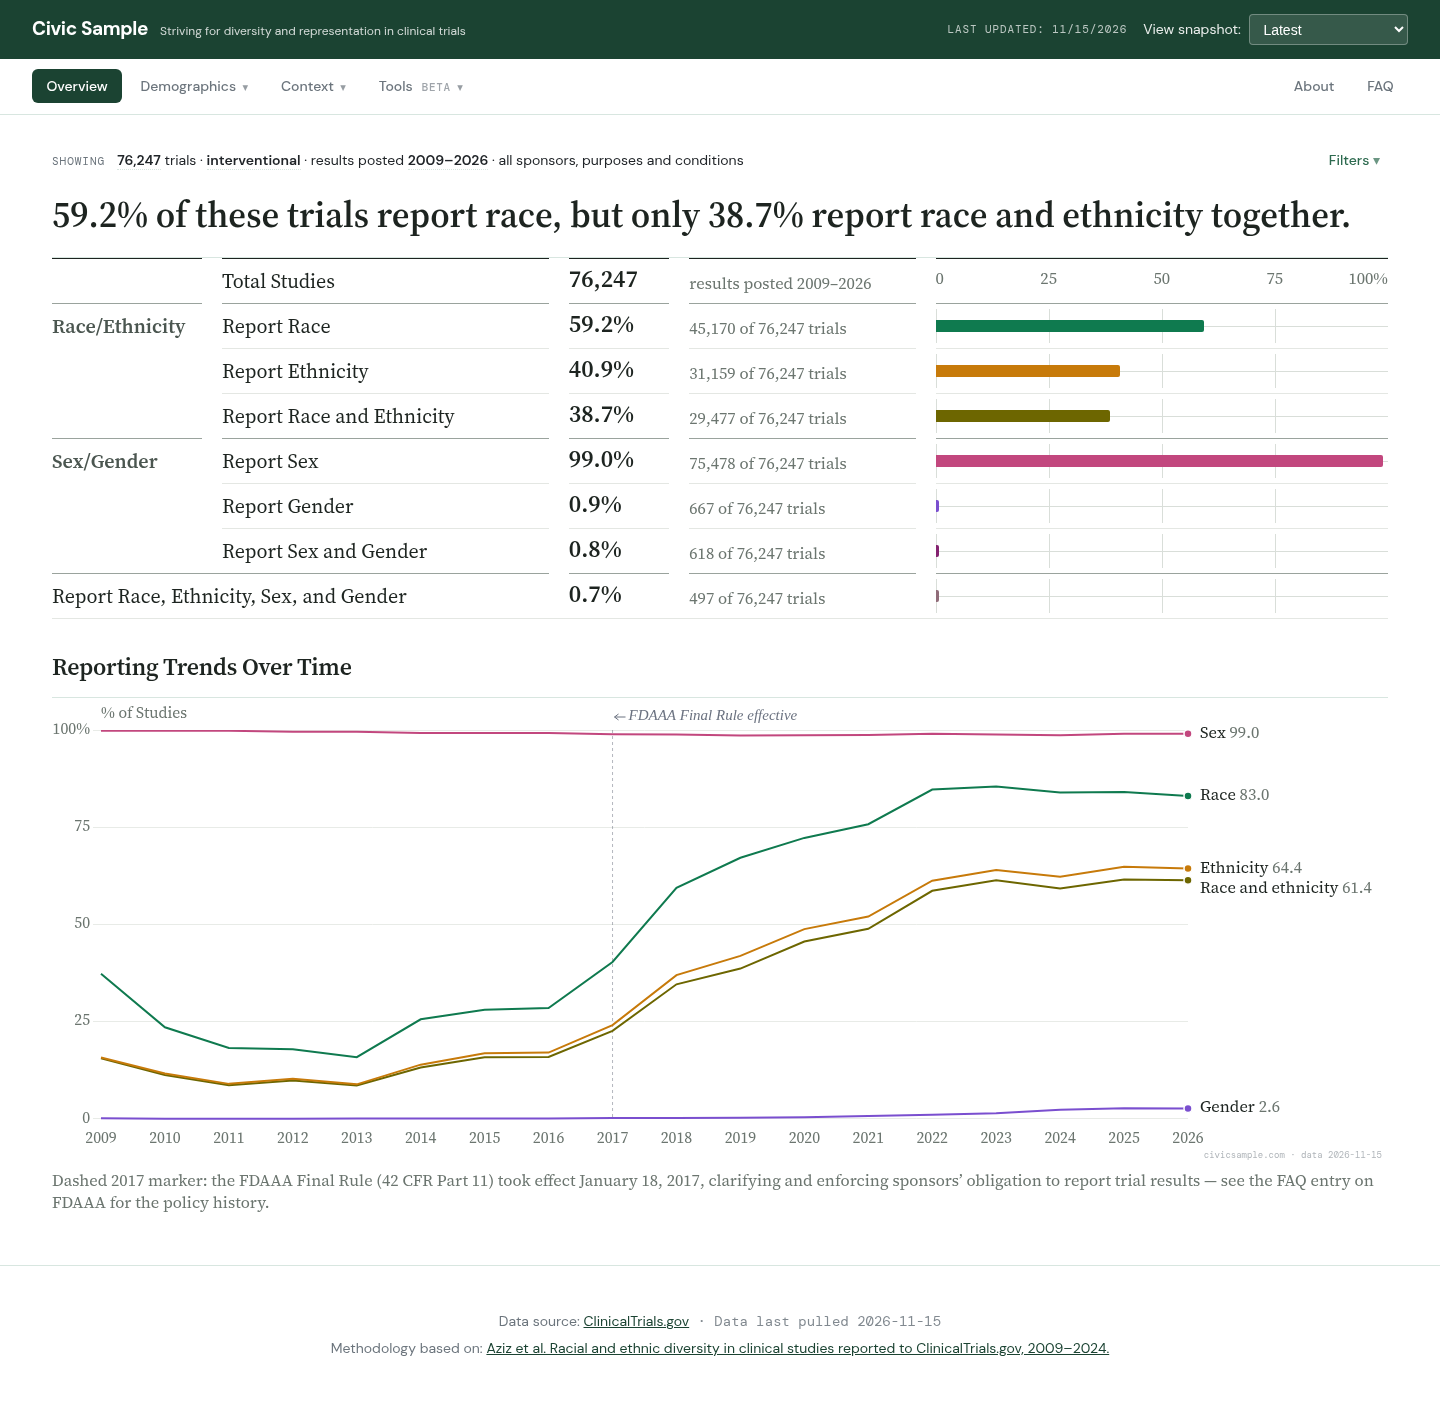 Civic Sample Striving for diversity and representation in clinical trials LAST UPDATED: 11/15/2026 View snapshot: Latest
Overview Demographics ▾ Context ▾ Tools BETA ▾ About FAQ
SHOWING 76,247 trials · interventional · results posted 2009–2026 · all sponsors, purposes and conditions Filters ▾
59.2% of these trials report race, but only 38.7% report race and ethnicity together.
Total Studies 76,247 results posted 2009–2026 0 25 50 75 100%
Race/Ethnicity Report Race 59.2% 45,170 of 76,247 trials
Report Ethnicity 40.9% 31,159 of 76,247 trials
Report Race and Ethnicity 38.7% 29,477 of 76,247 trials
Sex/Gender Report Sex 99.0% 75,478 of 76,247 trials
Report Gender 0.9% 667 of 76,247 trials
Report Sex and Gender 0.8% 618 of 76,247 trials
Report Race, Ethnicity, Sex, and Gender 0.7% 497 of 76,247 trials
Reporting Trends Over Time
% of Studies ← FDAAA Final Rule effective
100% Sex 99.0
Race 83.0
75
Ethnicity 64.4
Race and ethnicity 61.4
50
25
Gender 2.6
0
2009 2010 2011 2012 2013 2014 2015 2016 2017 2018 2019 2020 2021 2022 2023 2024 2025 2026
civicsample.com · data 2026-11-15
Dashed 2017 marker: the FDAAA Final Rule (42 CFR Part 11) took effect January 18, 2017, clarifying and enforcing sponsors’ obligation to report trial results — see the FAQ entry on
FDAAA for the policy history.
Data source: ClinicalTrials.gov · Data last pulled 2026-11-15
Methodology based on: Aziz et al. Racial and ethnic diversity in clinical studies reported to ClinicalTrials.gov, 2009–2024.